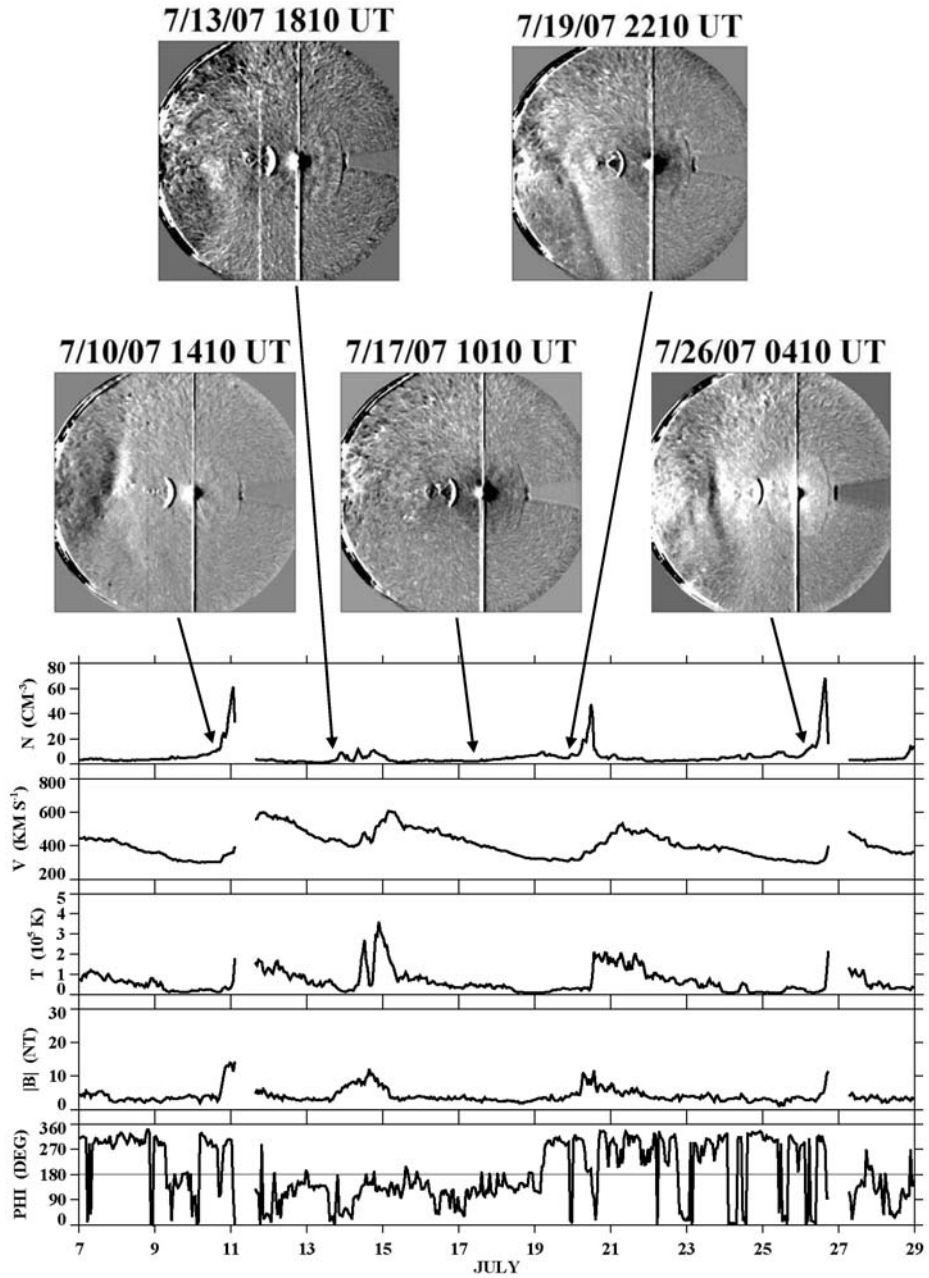 7/13/07 1810 UT
7/19/07 2210 UT
7/10/07 1410 UT
7/17/07 1010 UT
7/26/07 0410 UT
N (CM⁻³)
80
60
40
20
0
V (KM S⁻¹)
800
600
400
200
T (10⁵ K)
5
4
3
2
1
0
|B| (NT)
30
20
10
0
PHI (DEG)
360
270
180
90
0
7 9 11 13 15 17 19 21 23 25 27 29
JULY